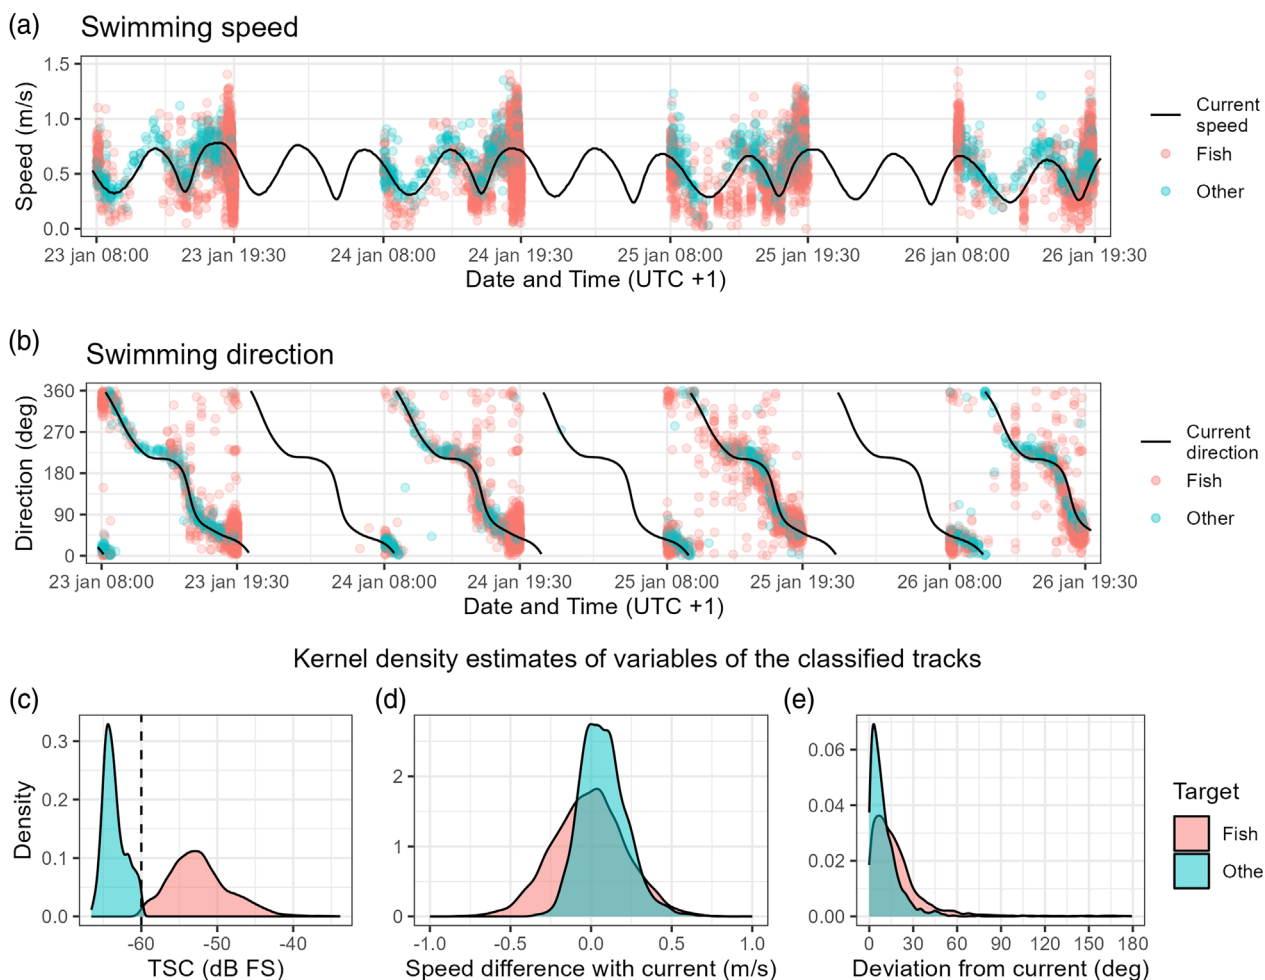 (a)
Swimming speed
Speed (m/s)
1.5
1.0
0.5
0.0
23 jan 08:00 23 jan 19:30 24 jan 08:00 24 jan 19:30 25 jan 08:00 25 jan 19:30 26 jan 08:00 26 jan 19:30
Date and Time (UTC +1)
Current
speed
Fish
Other
(b)
Swimming direction
Direction (deg)
360
270
180
90
0
23 jan 08:00 23 jan 19:30 24 jan 08:00 24 jan 19:30 25 jan 08:00 25 jan 19:30 26 jan 08:00 26 jan 19:30
Date and Time (UTC +1)
Current
direction
Fish
Other
Kernel density estimates of variables of the classified tracks
(c)
Density
0.3
0.2
0.1
0.0
-60 -50 -40
TSC (dB FS)
(d)
2
1
0
-1.0 -0.5 0.0 0.5 1.0
Speed difference with current (m/s)
(e)
0.06
0.04
0.02
0.00
0 30 60 90 120 150 180
Deviation from current (deg)
Target
Fish
Othe